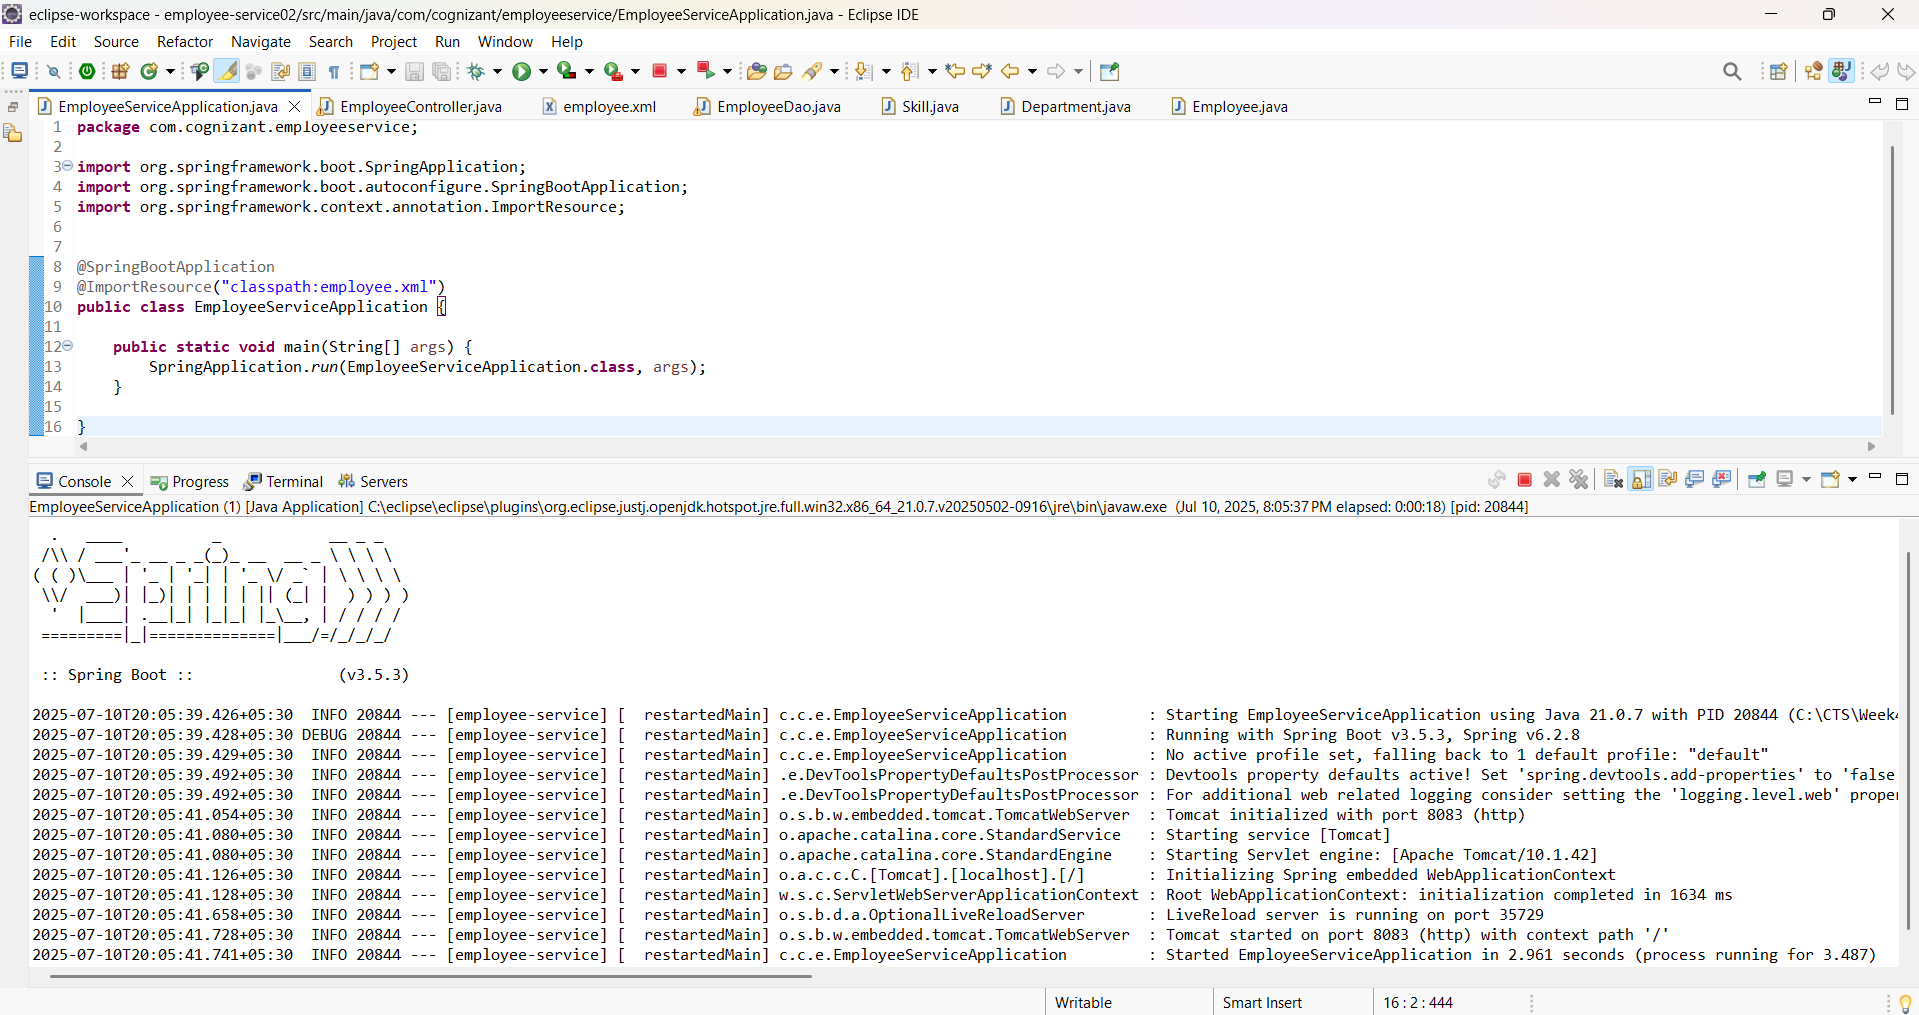 eclipse-workspace - employee-service02/src/main/java/com/cognizant/employeeservice/EmployeeServiceApplication.java - Eclipse IDE
File Edit Source Refactor Navigate Search Project Run Window Help
EmployeeServiceApplication.java EmployeeController.java employee.xml EmployeeDao.java Skill.java Department.java Employee.java
1 package com.cognizant.employeeservice;
2
3 import org.springframework.boot.SpringApplication;
4 import org.springframework.boot.autoconfigure.SpringBootApplication;
5 import org.springframework.context.annotation.ImportResource;
6
7
8 @SpringBootApplication
9 @ImportResource("classpath:employee.xml")
10 public class EmployeeServiceApplication {
11
12 public static void main(String[] args) {
13 SpringApplication.run(EmployeeServiceApplication.class, args);
14 }
15
16 }
Console Progress Terminal Servers
EmployeeServiceApplication (1) [Java Application] C:\eclipse\eclipse\plugins\org.eclipse.justj.openjdk.hotspot.jre.full.win32.x86_64_21.0.7.v20250502-0916\jre\bin\javaw.exe (Jul 10, 2025, 8:05:37 PM elapsed: 0:00:18) [pid: 20844]
Spring
:: Spring Boot :: (v3.5.3)
2025-07-10T20:05:39.426+05:30 INFO 20844 --- [employee-service] [ restartedMain] c.c.e.EmployeeServiceApplication : Starting EmployeeServiceApplication using Java 21.0.7 with PID 20844 (C:\CTS\Week4
2025-07-10T20:05:39.428+05:30 DEBUG 20844 --- [employee-service] [ restartedMain] c.c.e.EmployeeServiceApplication : Running with Spring Boot v3.5.3, Spring v6.2.8
2025-07-10T20:05:39.429+05:30 INFO 20844 --- [employee-service] [ restartedMain] c.c.e.EmployeeServiceApplication : No active profile set, falling back to 1 default profile: "default"
2025-07-10T20:05:39.492+05:30 INFO 20844 --- [employee-service] [ restartedMain] .e.DevToolsPropertyDefaultsPostProcessor : Devtools property defaults active! Set 'spring.devtools.add-properties' to 'false
2025-07-10T20:05:39.492+05:30 INFO 20844 --- [employee-service] [ restartedMain] .e.DevToolsPropertyDefaultsPostProcessor : For additional web related logging consider setting the 'logging.level.web' proper
2025-07-10T20:05:41.054+05:30 INFO 20844 --- [employee-service] [ restartedMain] o.s.b.w.embedded.tomcat.TomcatWebServer : Tomcat initialized with port 8083 (http)
2025-07-10T20:05:41.080+05:30 INFO 20844 --- [employee-service] [ restartedMain] o.apache.catalina.core.StandardService : Starting service [Tomcat]
2025-07-10T20:05:41.080+05:30 INFO 20844 --- [employee-service] [ restartedMain] o.apache.catalina.core.StandardEngine : Starting Servlet engine: [Apache Tomcat/10.1.42]
2025-07-10T20:05:41.126+05:30 INFO 20844 --- [employee-service] [ restartedMain] o.a.c.c.C.[Tomcat].[localhost].[/] : Initializing Spring embedded WebApplicationContext
2025-07-10T20:05:41.128+05:30 INFO 20844 --- [employee-service] [ restartedMain] w.s.c.ServletWebServerApplicationContext : Root WebApplicationContext: initialization completed in 1634 ms
2025-07-10T20:05:41.658+05:30 INFO 20844 --- [employee-service] [ restartedMain] o.s.b.d.a.OptionalLiveReloadServer : LiveReload server is running on port 35729
2025-07-10T20:05:41.728+05:30 INFO 20844 --- [employee-service] [ restartedMain] o.s.b.w.embedded.tomcat.TomcatWebServer : Tomcat started on port 8083 (http) with context path '/'
2025-07-10T20:05:41.741+05:30 INFO 20844 --- [employee-service] [ restartedMain] c.c.e.EmployeeServiceApplication : Started EmployeeServiceApplication in 2.961 seconds (process running for 3.487)
Writable Smart Insert 16 : 2 : 444